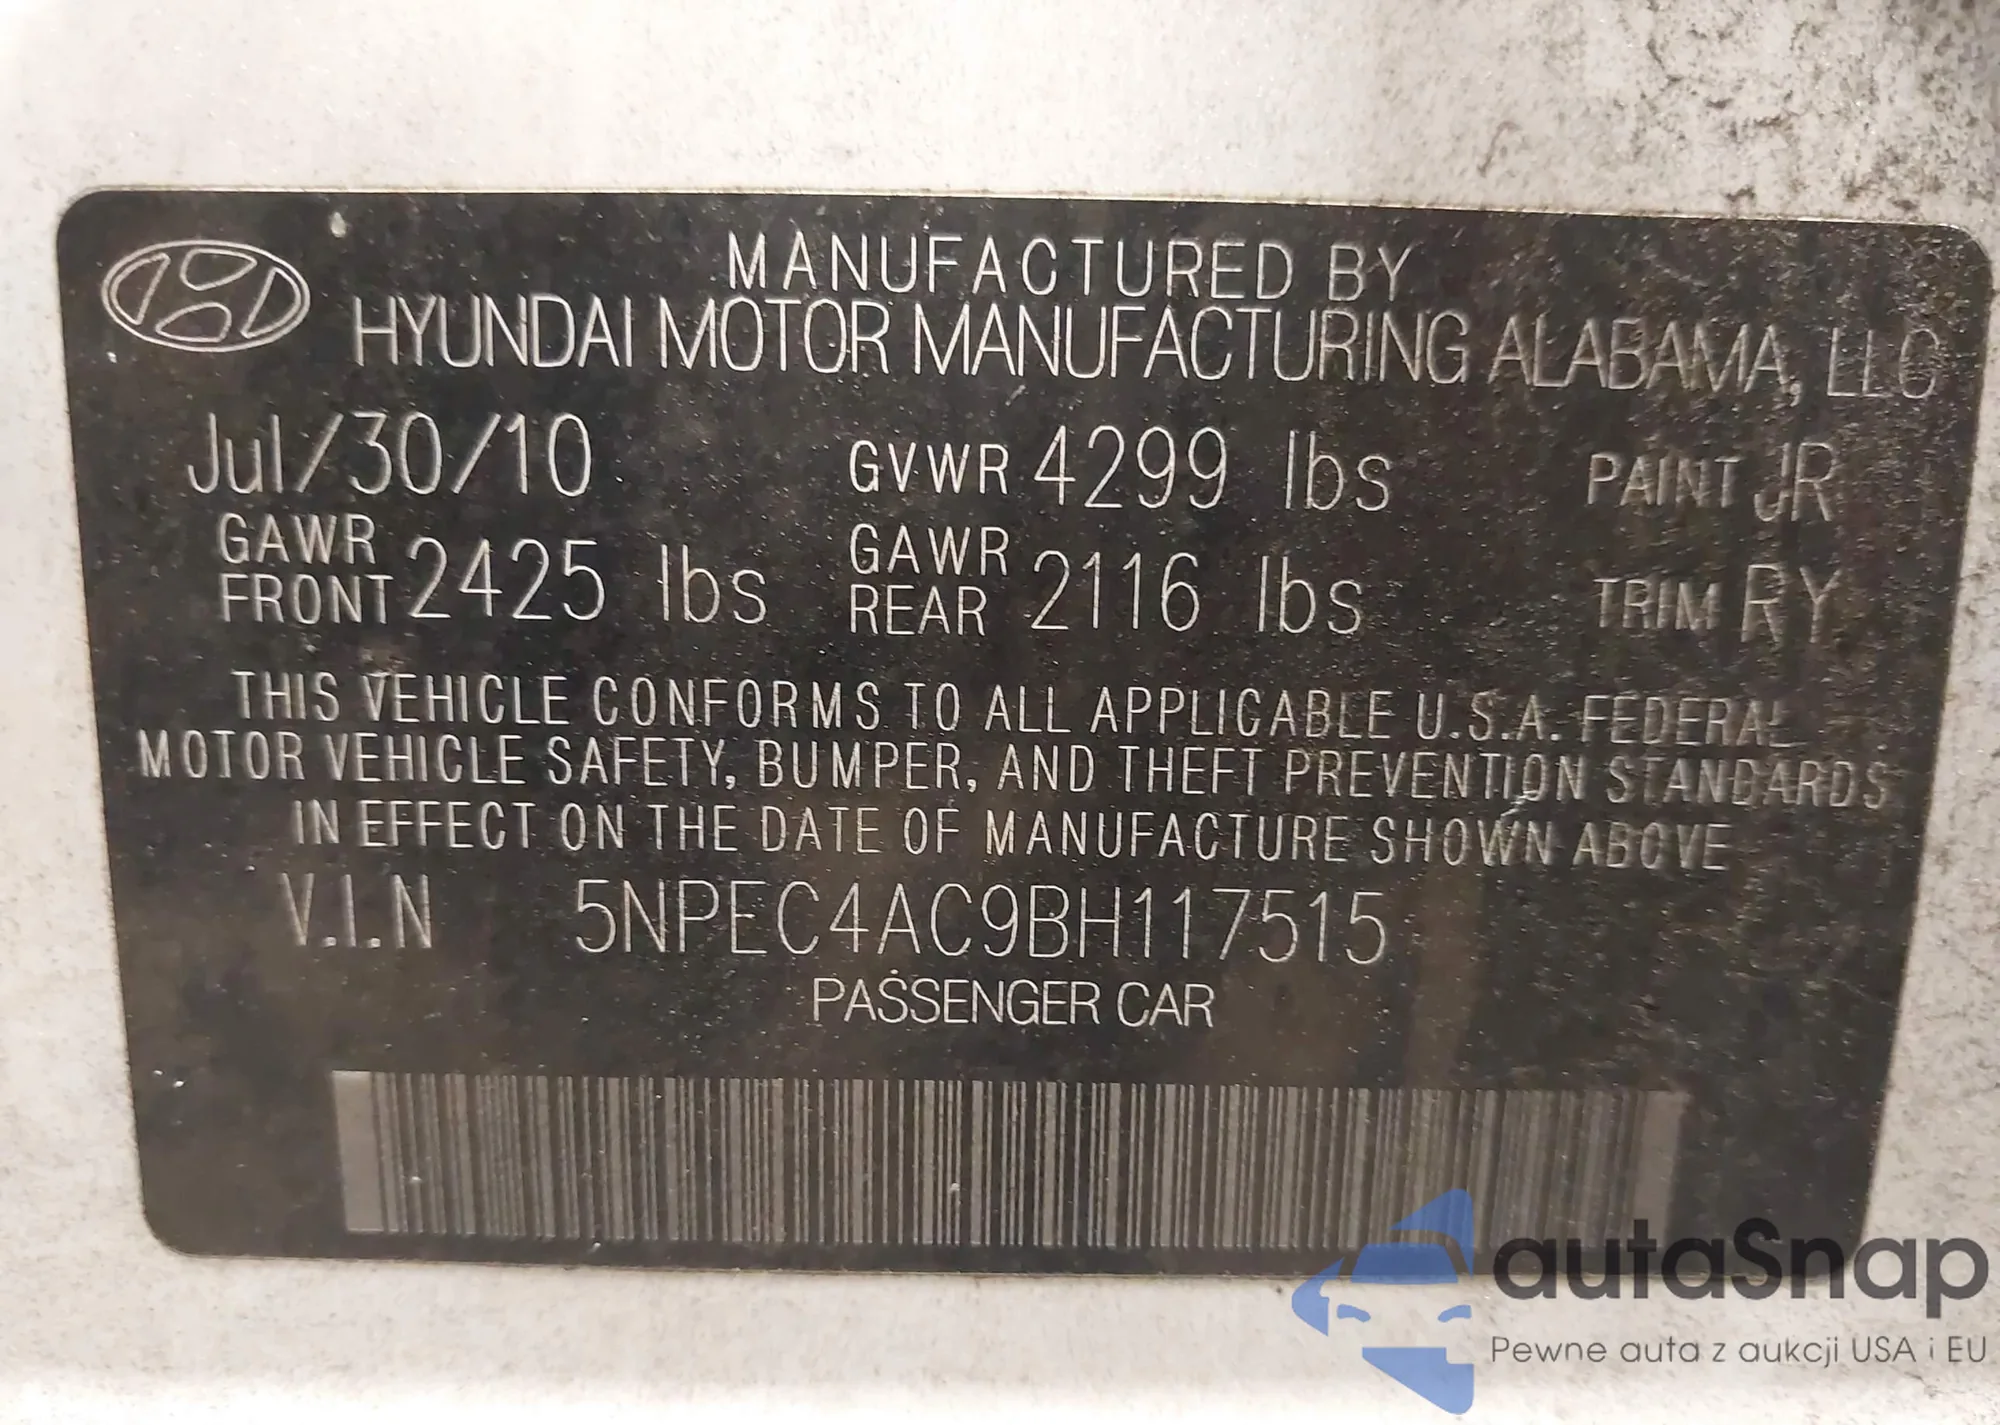 MANUFACTURED BY
HYUNDAI MOTOR MANUFACTURING ALABAMA, LLC
Jul/30/10 GVWR 4299 lbs PAINT JR
GAWR FRONT 2425 lbs GAWR REAR 2116 lbs TRIM RY
THIS VEHICLE CONFORMS TO ALL APPLICABLE U.S.A. FEDERAL
MOTOR VEHICLE SAFETY, BUMPER, AND THEFT PREVENTION STANDARDS
IN EFFECT ON THE DATE OF MANUFACTURE SHOWN ABOVE
V.I.N 5NPEC4AC9BH117515
PASSENGER CAR
autaSnap
Pewne auta z aukcji USA i EU